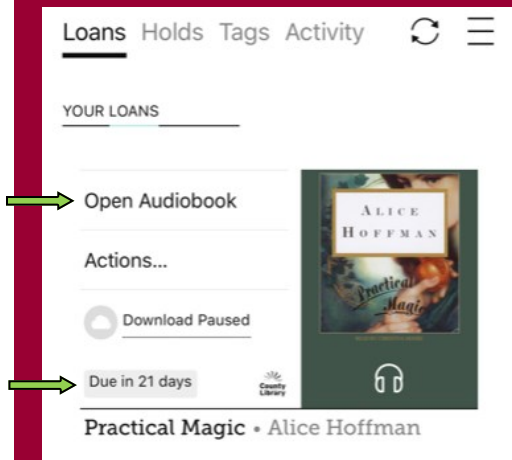 Loans Holds Tags Activity
YOUR LOANS
Open Audiobook
Actions...
Download Paused
Due in 21 days
County
Library
ALICE
HOFFMAN
Practical
Magic
Practical Magic • Alice Hoffman